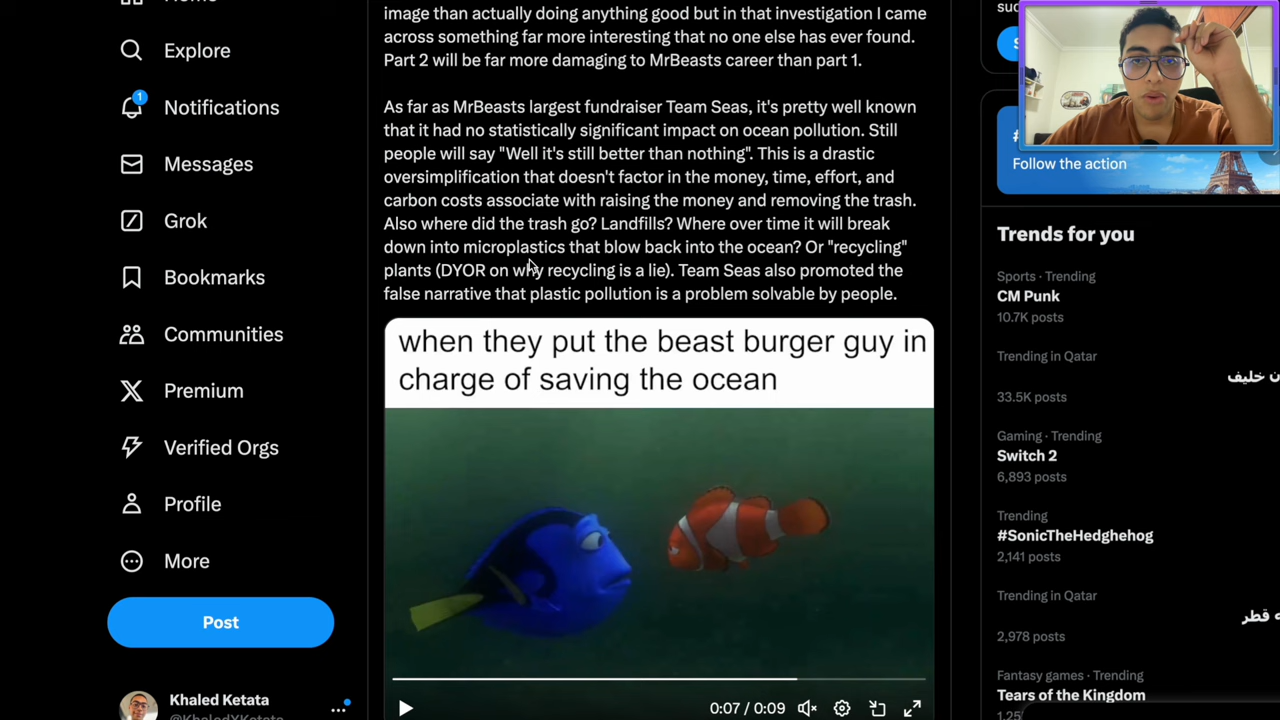 Home
Explore
1
Notifications
Messages
Grok
Bookmarks
Communities
Premium
Verified Orgs
Profile
More
Post
Khaled Ketata
@KhaledXKetata
image than actually doing anything good but in that investigation I came
across something far more interesting that no one else has ever found.
Part 2 will be far more damaging to MrBeasts career than part 1.
As far as MrBeasts largest fundraiser Team Seas, it's pretty well known
that it had no statistically significant impact on ocean pollution. Still
people will say "Well it's still better than nothing". This is a drastic
oversimplification that doesn't factor in the money, time, effort, and
carbon costs associate with raising the money and removing the trash.
Also where did the trash go? Landfills? Where over time it will break
down into microplastics that blow back into the ocean? Or "recycling"
plants (DYOR on why recycling is a lie). Team Seas also promoted the
false narrative that plastic pollution is a problem solvable by people.
when they put the beast burger guy in
charge of saving the ocean
0:07 / 0:09
Follow the action
Trends for you
Sports · Trending
CM Punk
10.7K posts
Trending in Qatar
ن خليف
33.5K posts
Gaming · Trending
Switch 2
6,893 posts
Trending
#SonicTheHedghehog
2,141 posts
Trending in Qatar
ه قطر
2,978 posts
Fantasy games · Trending
Tears of the Kingdom